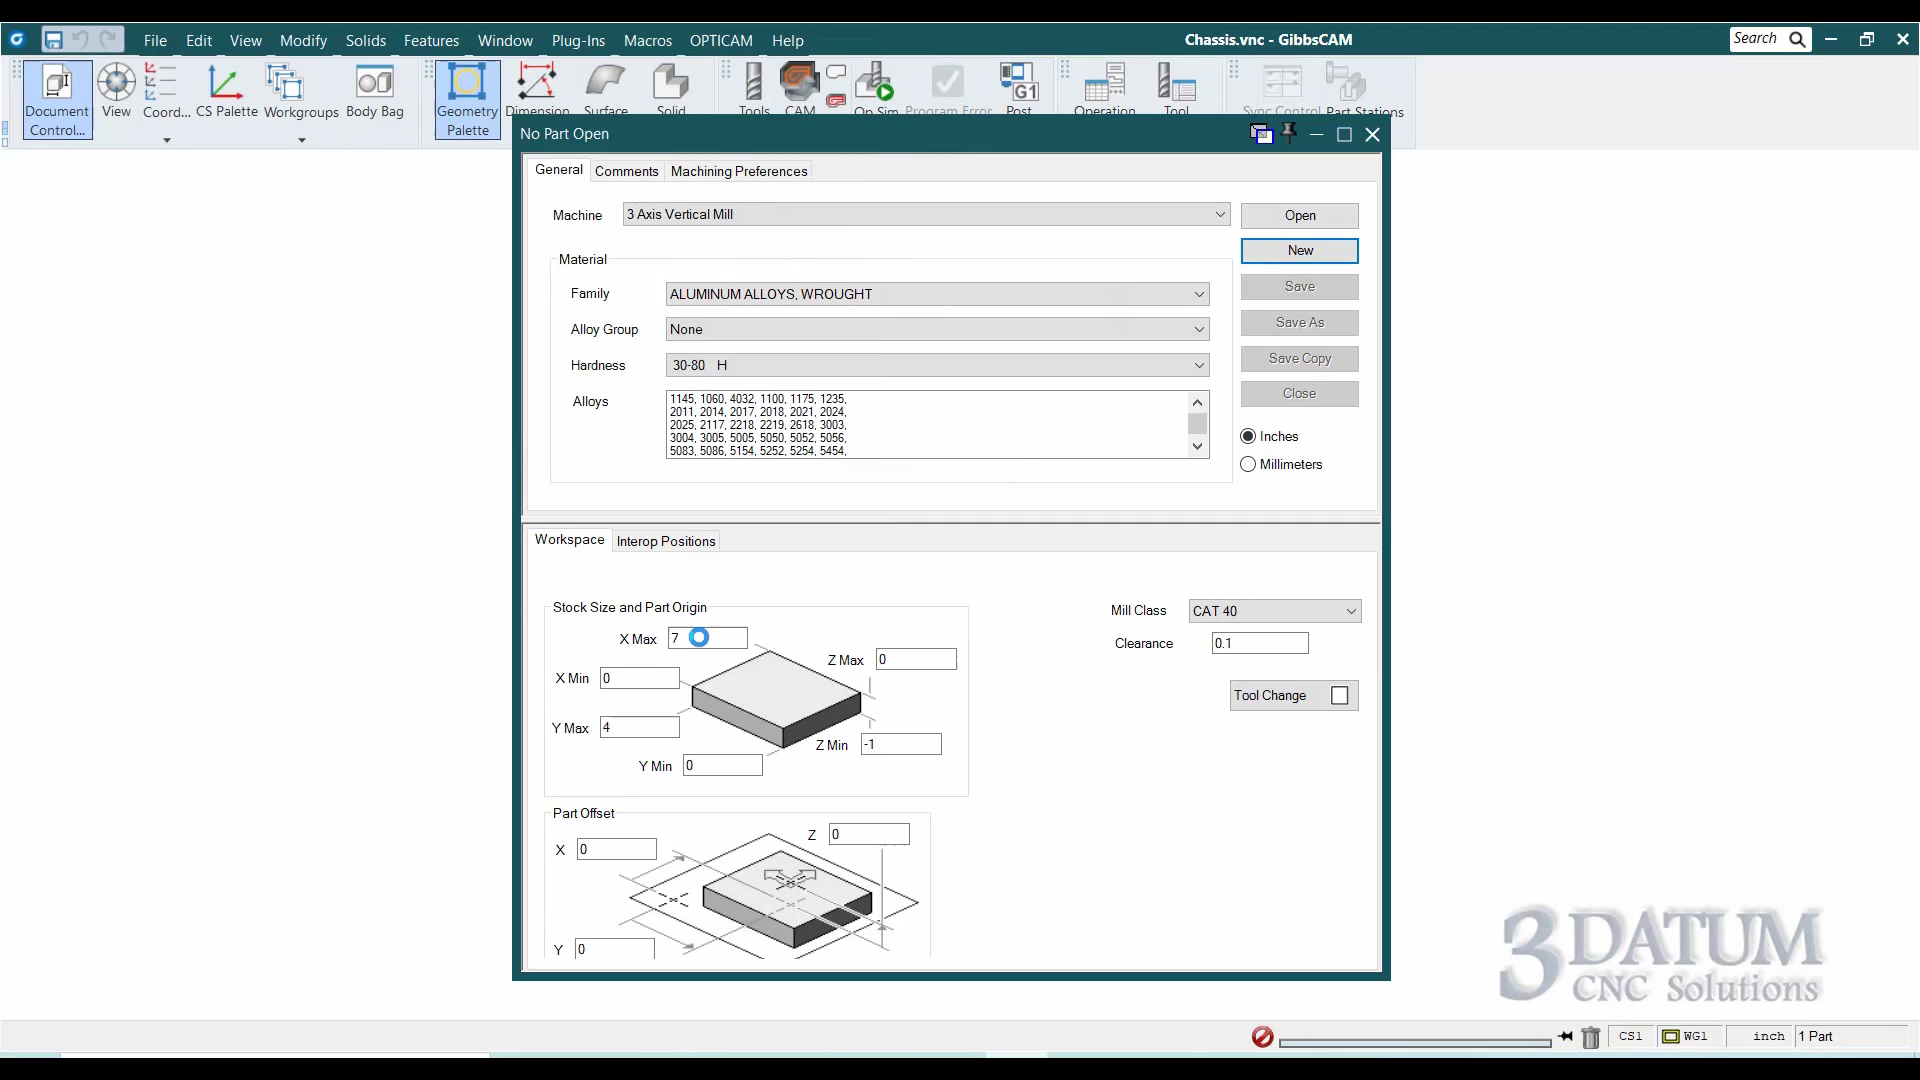 File Edit View Modify Solids Features Window Plug-Ins Macros OPTICAM Help
Chassis.vnc - GibbsCAM
Search
Document Control...
View
Coord...
CS Palette
Workgroups
Body Bag
Geometry Palette
Dimension
Surface
Solid
Tools
CAM
Op Sim
Program Error
G1
Post
Operation
Tool
Sync Control
Part Stations
No Part Open
General Comments Machining Preferences
Machine 3 Axis Vertical Mill Open
New
Material
Family ALUMINUM ALLOYS, WROUGHT Save
Alloy Group None Save As
Hardness 30-80 H Save Copy
Alloys 1145, 1060, 4032, 1100, 1175, 1235, Close
2011, 2014, 2017, 2018, 2021, 2024,
2025, 2117, 2218, 2219, 2618, 3003,
3004, 3005, 5005, 5050, 5052, 5056,
5083, 5086, 5154, 5252, 5254, 5454,
Inches
Millimeters
Workspace Interop Positions
Stock Size and Part Origin
X Max 7
Z Max 0
X Min 0
Y Max 4
Z Min -1
Y Min 0
Mill Class CAT 40
Clearance 0.1
Tool Change
Part Offset
Z 0
X 0
Y 0
3DATUM
CNC Solutions
CS1 WG1 inch 1 Part